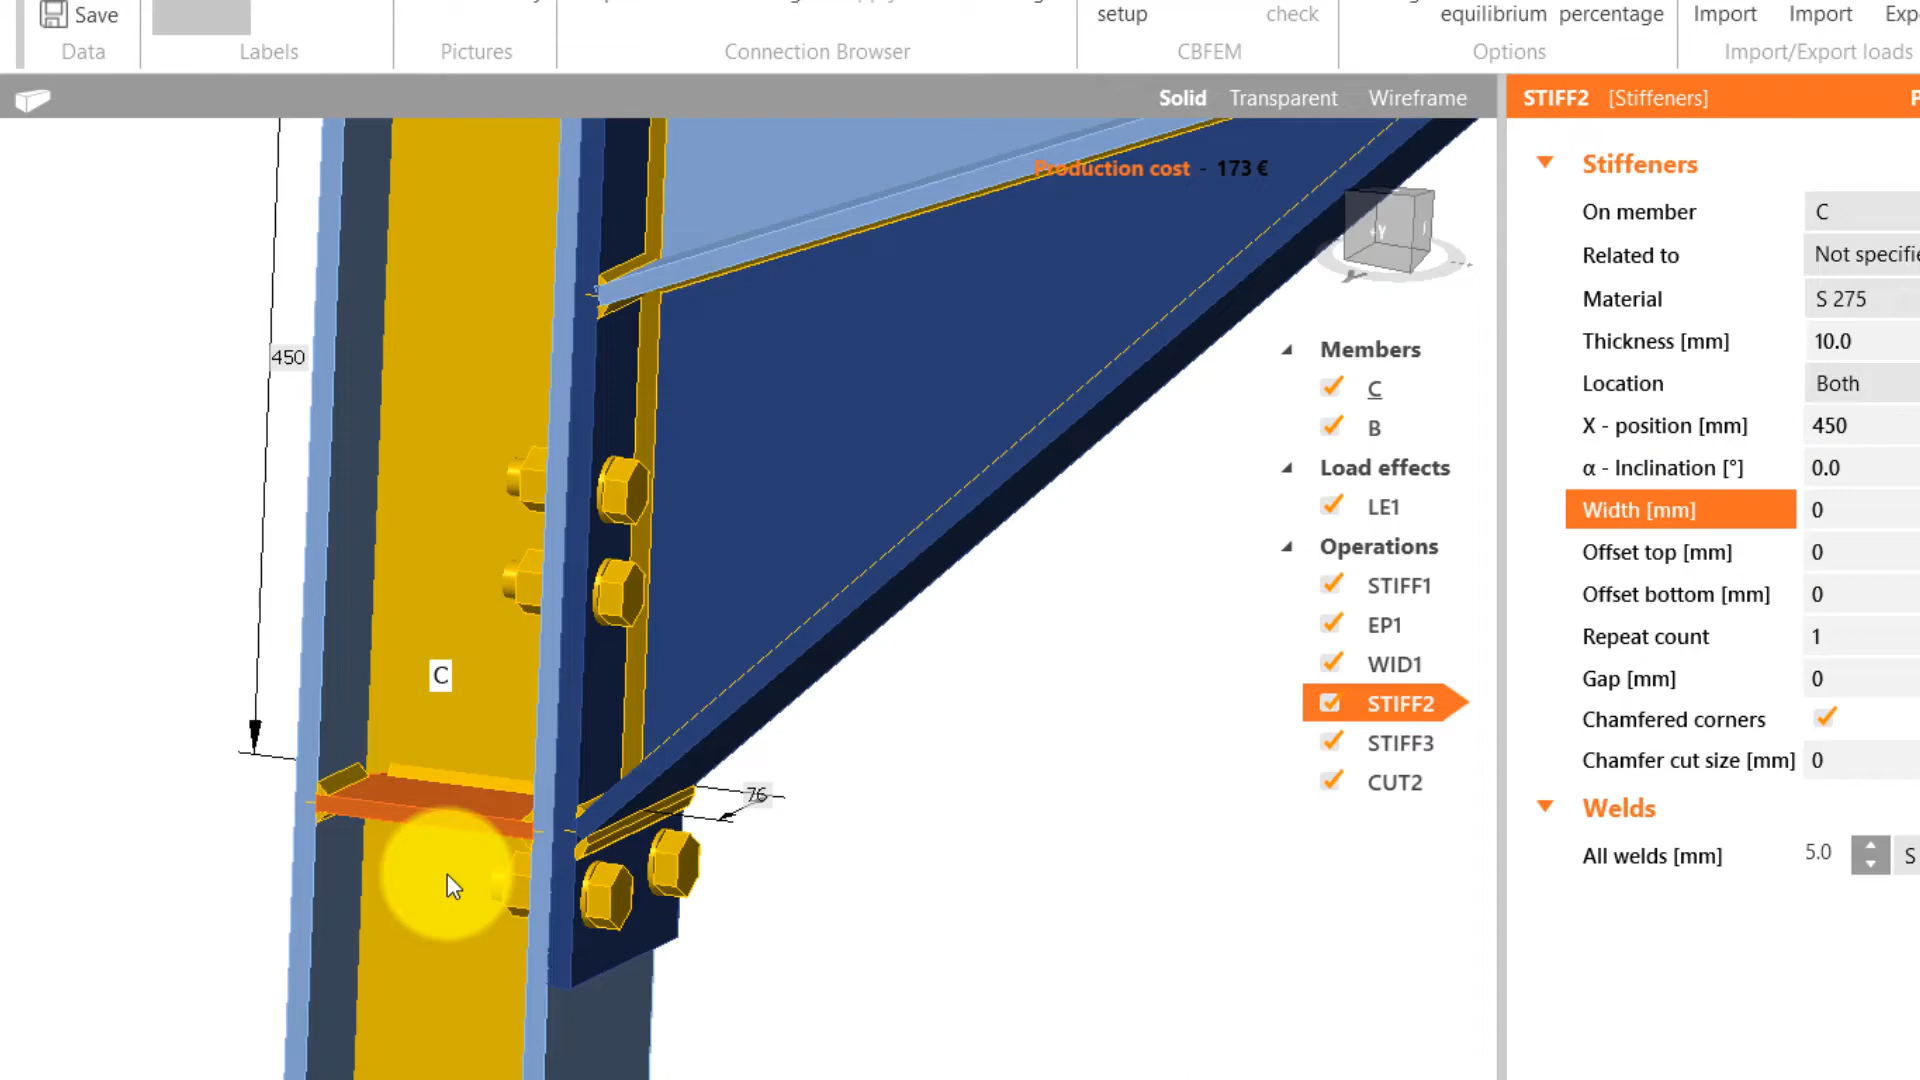 Save
setup
check
equilibrium
percentage
Import
Import
Exp
Data
Labels
Pictures
Connection Browser
CBFEM
Options
Import/Export loads
Solid
Transparent
Wireframe
STIFF2 [Stiffeners]
Production cost - 173 €
Y
450
C
76
Members
C
B
Load effects
LE1
Operations
STIFF1
EP1
WID1
STIFF2
STIFF3
CUT2
Stiffeners
On member C
Related to Not specifie
Material S 275
Thickness [mm] 10.0
Location Both
X - position [mm] 450
α - Inclination [°] 0.0
Width [mm] 0
Offset top [mm] 0
Offset bottom [mm] 0
Repeat count 1
Gap [mm] 0
Chamfered corners
Chamfer cut size [mm] 0
Welds
All welds [mm] 5.0 S